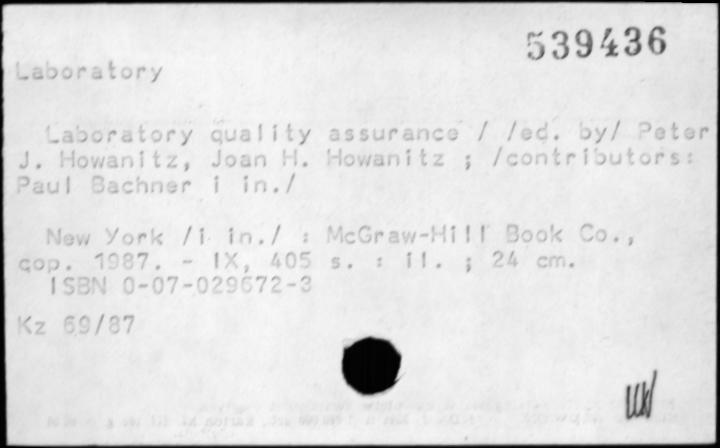 539436
Laboratory
Laboratory quality assurance / /ed. by/ Peter
J. Howanitz, Joan H. Howanitz ; /contributors:
Paul Bachner i in./
New York /i in./ : McGraw-Hill Book Co.,
cop. 1987. - IX, 405 s. : il. ; 24 cm.
ISBN 0-07-029672-3
Kz 69/87